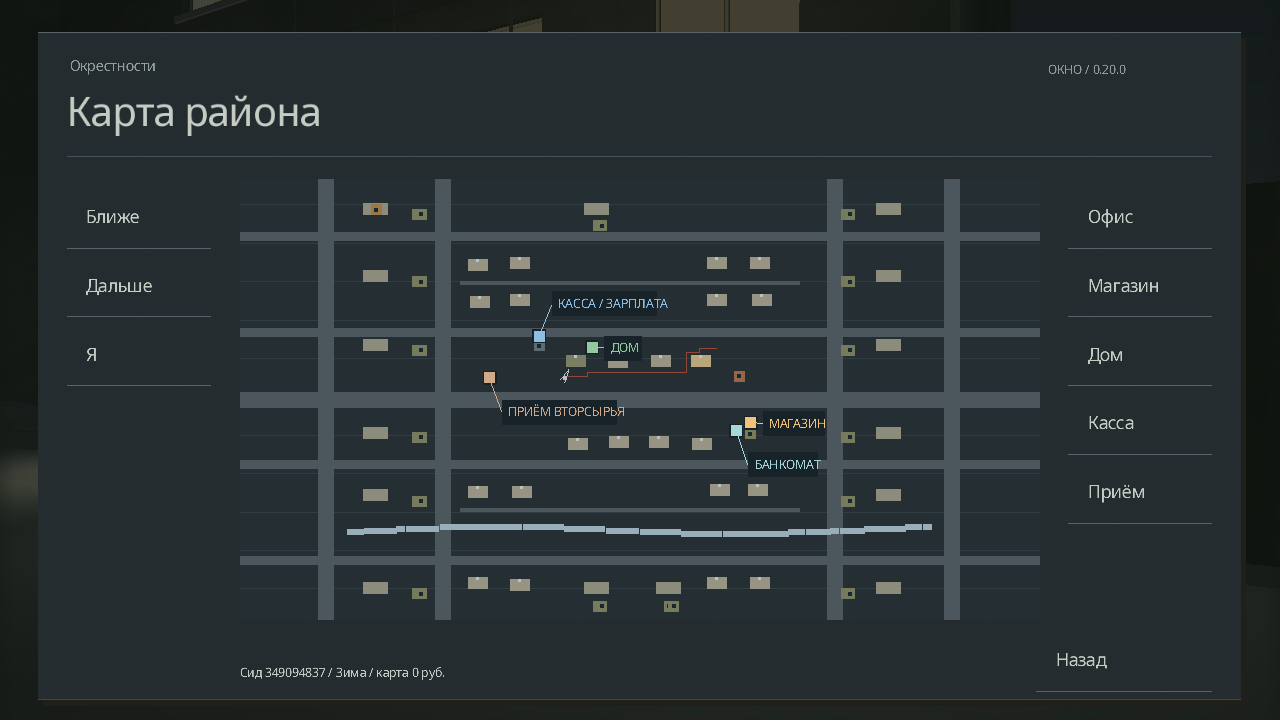 Окрестности
ОКНО / 0.20.0
Карта района
Ближе
Дальше
Я
КАССА / ЗАРПЛАТА
ДОМ
ПРИЁМ ВТОРСЫРЬЯ
МАГАЗИН
БАНКОМАТ
Офис
Магазин
Дом
Касса
Приём
Назад
Сид 349094837 / Зима / карта 0 руб.